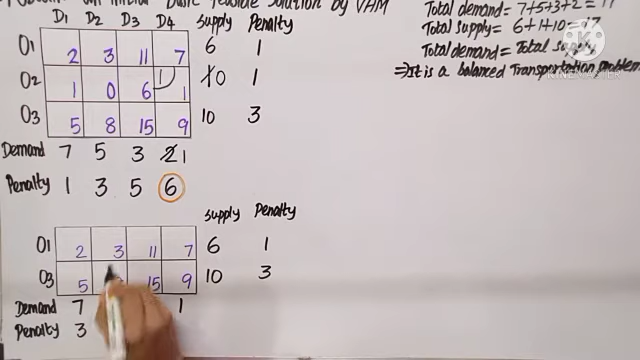 Initial Basic feasible Solution by VAM
D1 D2 D3 D4 Supply Penalty
O1 2 3 11 7 6 1
O2 1 0 6 1 1 10 1
O3 5 8 15 9 10 3
Demand 7 5 3 2 1
Penalty 1 3 5 6
Supply Penalty
O1 2 3 11 7 6 1
O3 5 15 9 10 3
Demand 7 1
Penalty 3
Total demand = 7+5+3+2 = 17
Total supply = 6+1+10 = 17
Total demand = Total supply
⇒It is a balanced Transportation problem
KINEMASTER